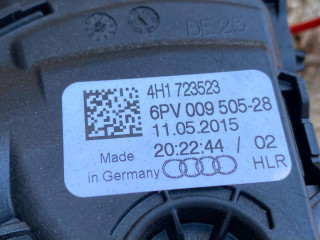 DE23
4H1 723523
6PV 009 505-28
11.05.2015
20:22:44 / 02
Made
in Germany
HLR